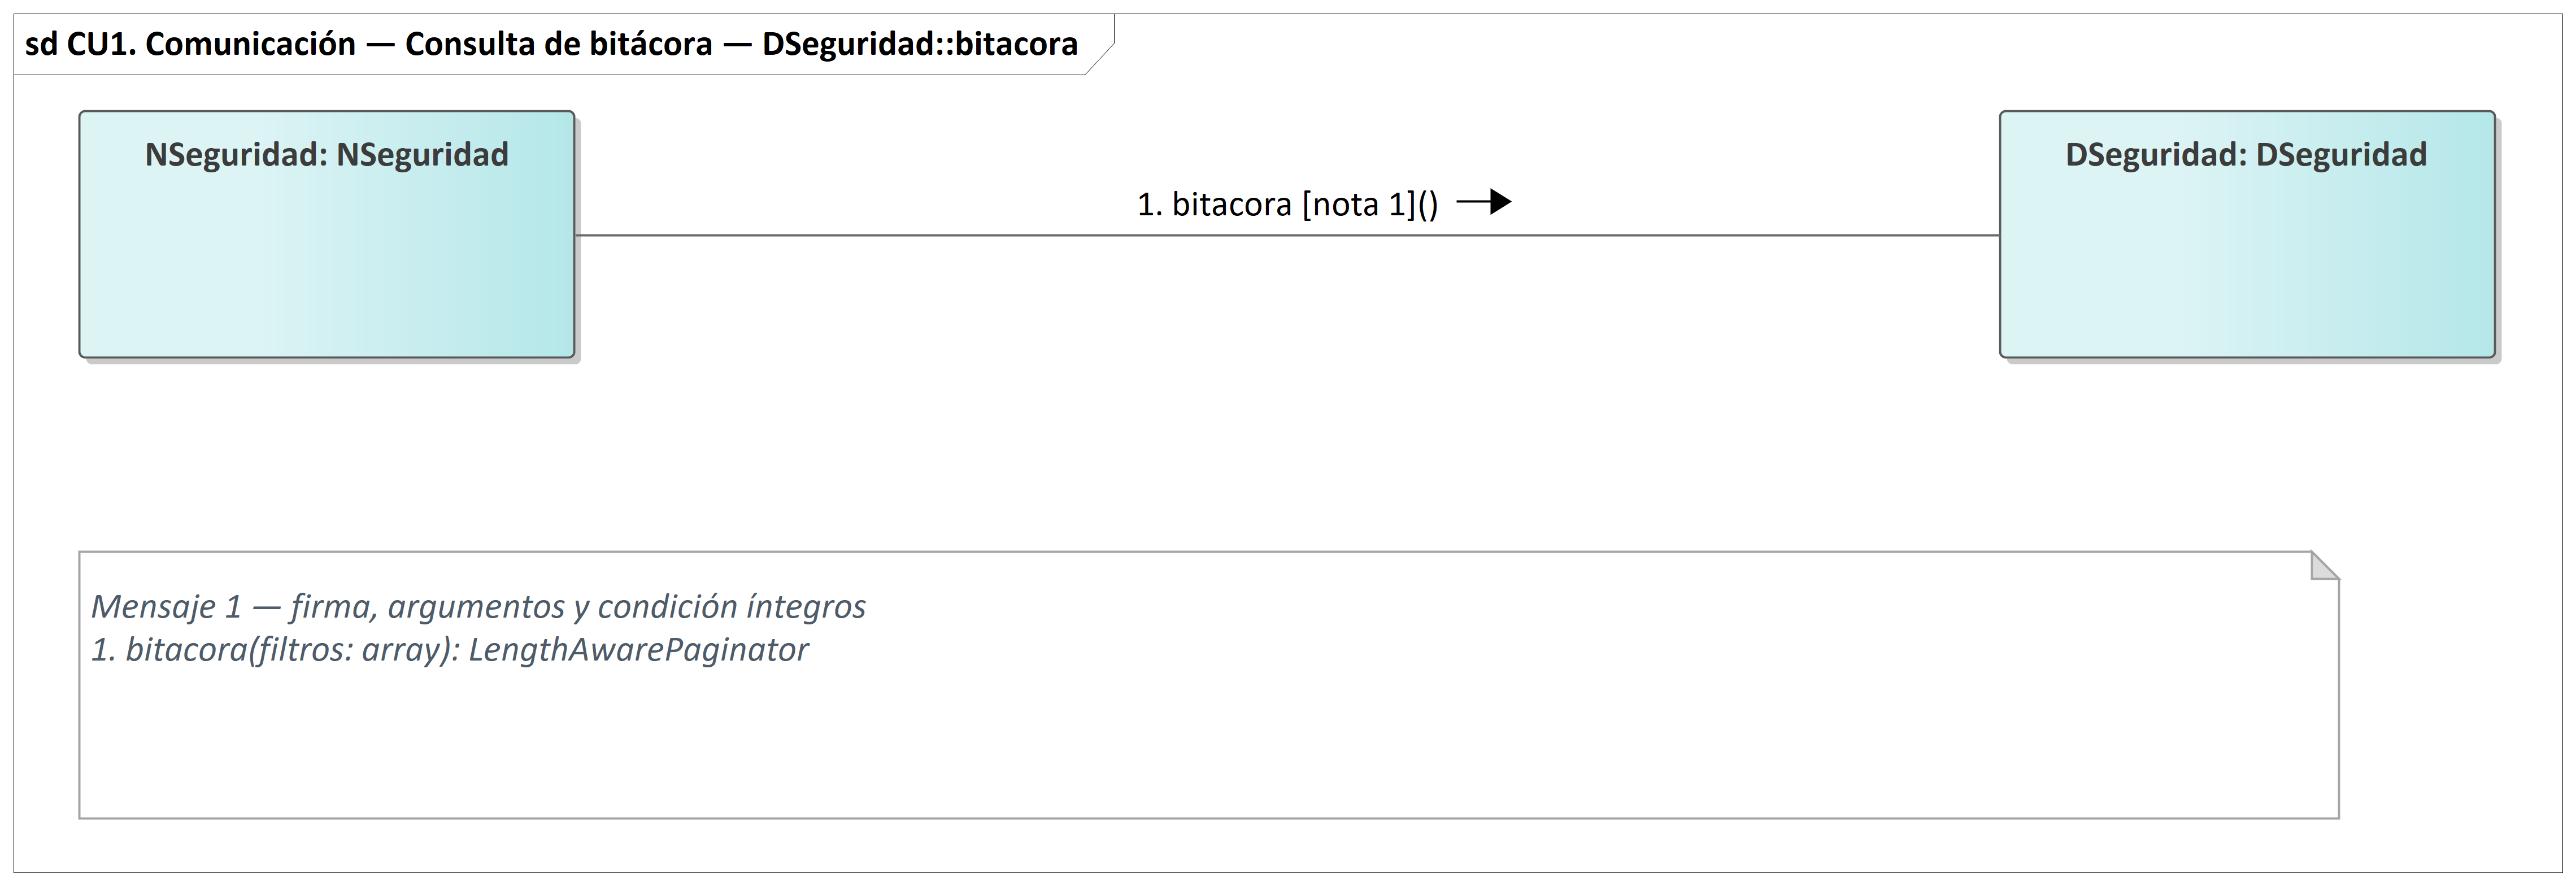 sd CU1. Comunicación — Consulta de bitácora — DSeguridad::bitacora
NSeguridad: NSeguridad
DSeguridad: DSeguridad
1. bitacora [nota 1]()
Mensaje 1 — firma, argumentos y condición íntegros
1. bitacora(filtros: array): LengthAwarePaginator